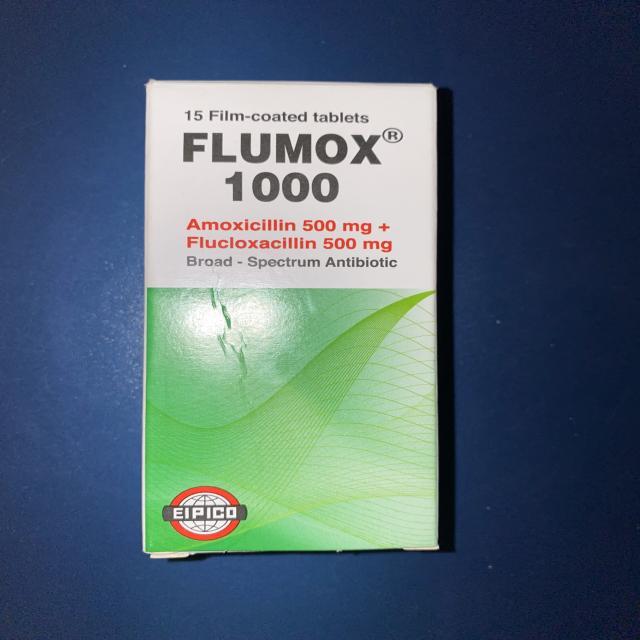 15 Film-coated tablets
FLUMOX®
1000
Amoxicillin 500 mg +
Flucloxacillin 500 mg
Broad - Spectrum Antibiotic
EIPICO